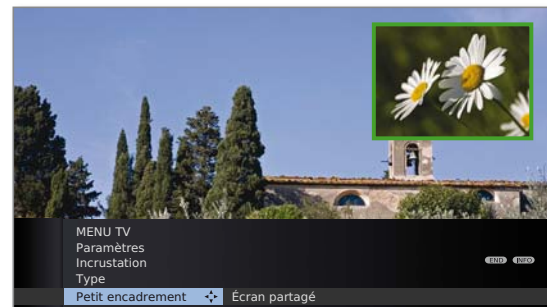 MENU TV
Paramètres
Incrustation
END INFO
Type
Petit encadrement Écran partagé